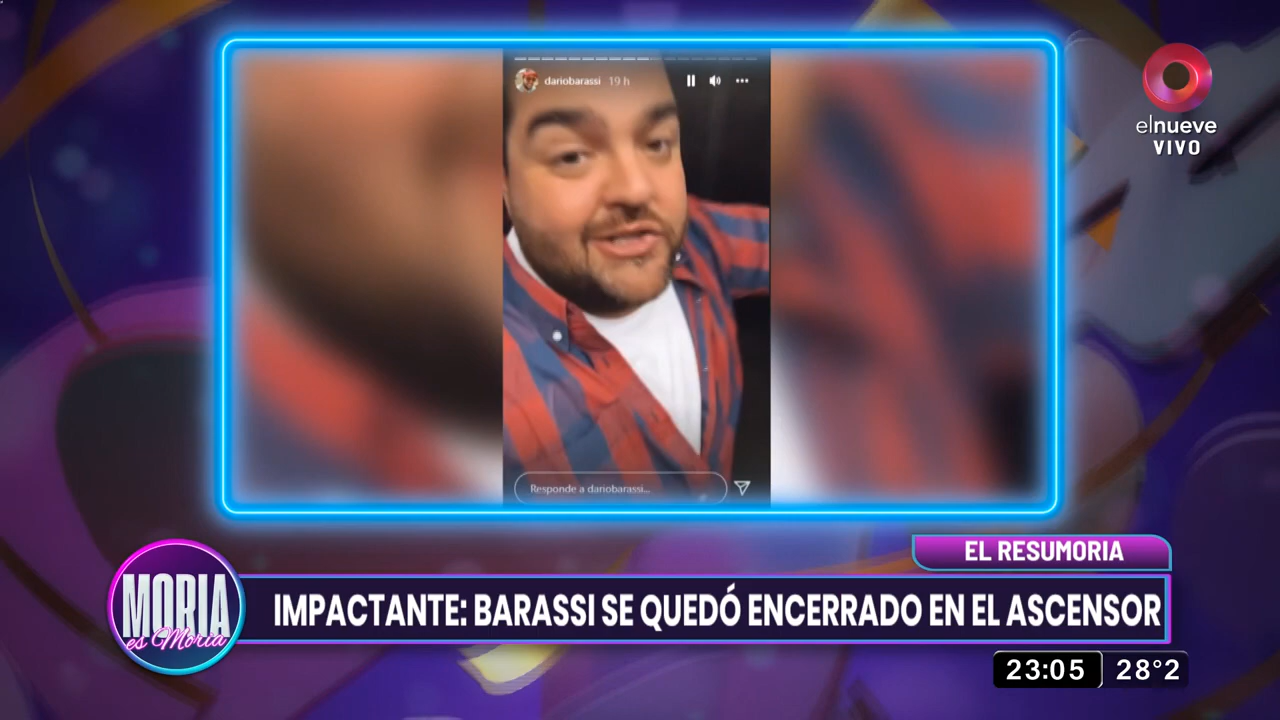 dariobarassi 19 h
elnueve
VIVO
Responde a dariobarassi...
EL RESUMORIA
MORIA
es Moria
IMPACTANTE: BARASSI SE QUEDÓ ENCERRADO EN EL ASCENSOR
23:05 28°2